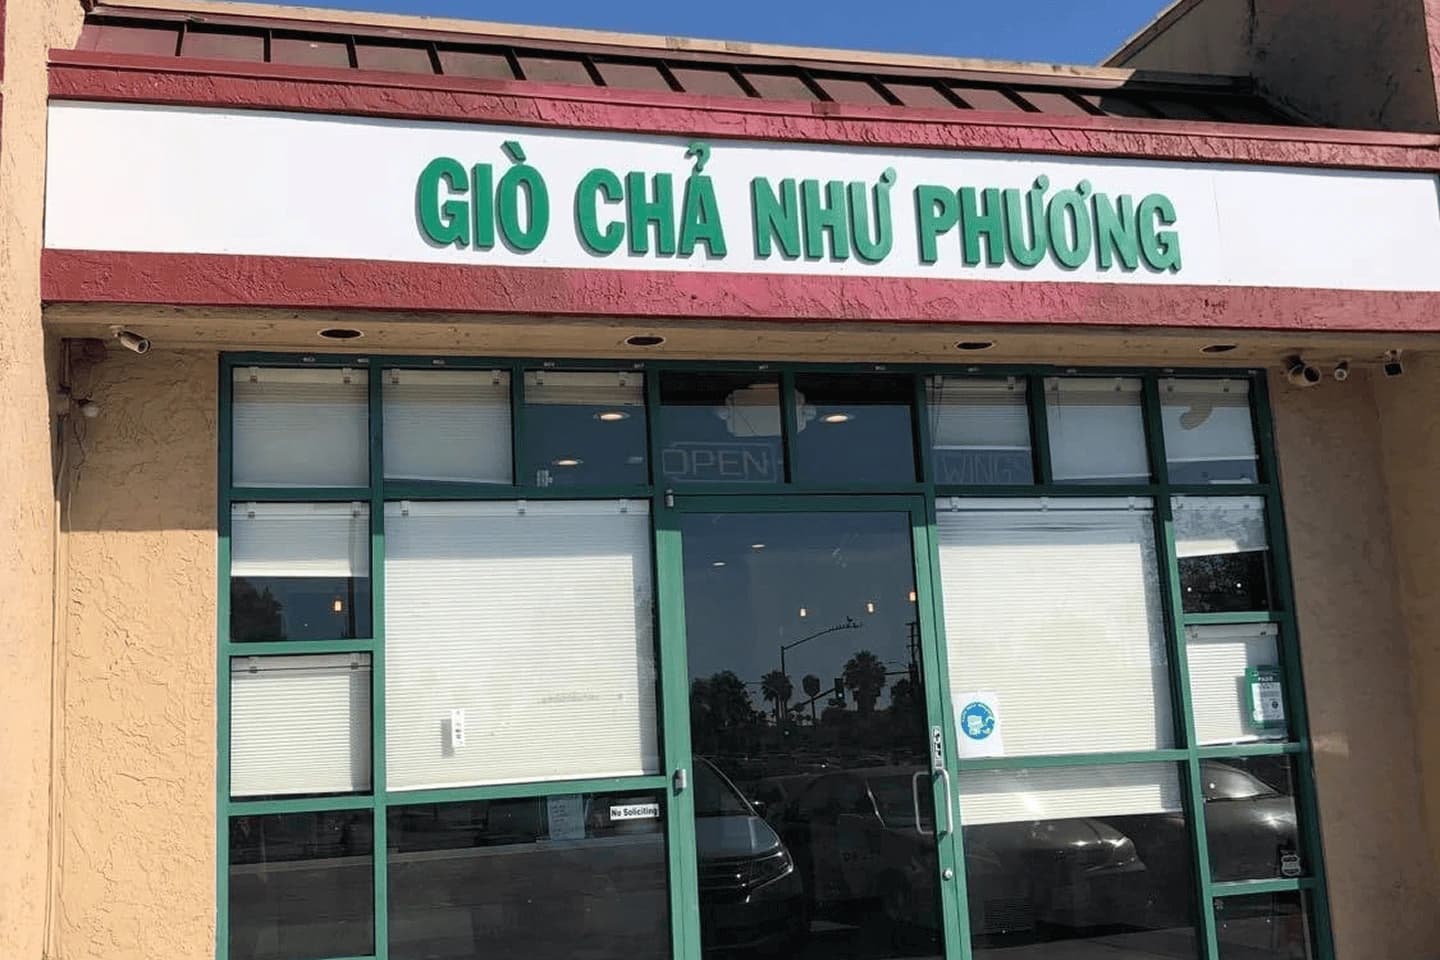 GIÒ CHẢ NHƯ PHƯƠNG
OPEN
WINGS
No Soliciting